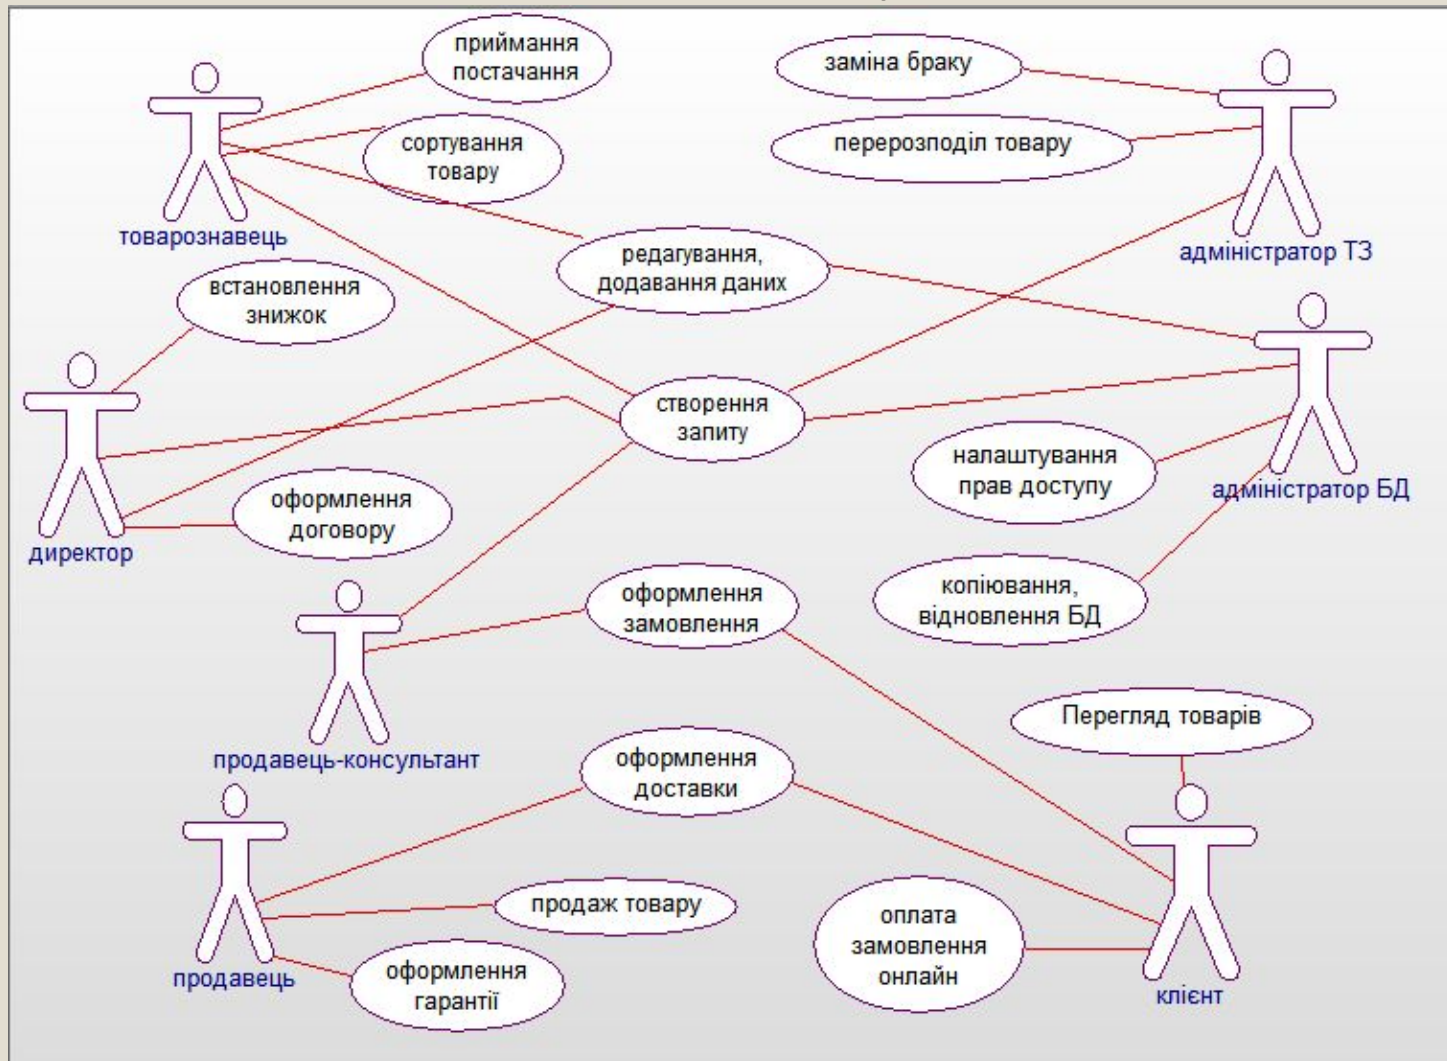 приймання
постачання
заміна браку
сортування
товару
перерозподіл товару
товарознавець
адміністратор ТЗ
редагування,
додавання даних
встановлення
знижок
створення
запиту
налаштування
прав доступу
адміністратор БД
оформлення
договору
директор
копіювання,
відновлення БД
оформлення
замовлення
Перегляд товарів
продавець-консультант
оформлення
доставки
продаж товару
оплата
замовлення
онлайн
оформлення
гарантії
продавець
клієнт